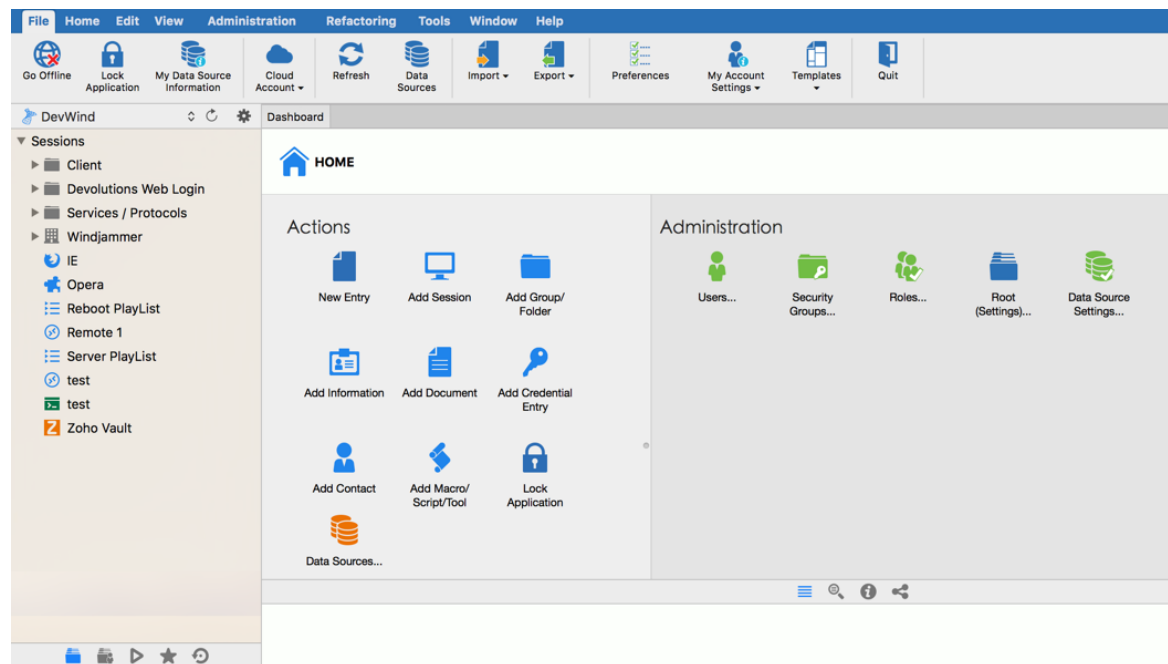 File Home Edit View Administration Refactoring Tools Window Help
Go Offline
Lock
Application
My Data Source
Information
Cloud
Account
Refresh
Data
Sources
Import
Export
Preferences
My Account
Settings
Templates
Quit
DevWind
Dashboard
Sessions
Client
Devolutions Web Login
Services / Protocols
Windjammer
IE
Opera
Reboot PlayList
Remote 1
Server PlayList
test
test
Zoho Vault
HOME
Actions
New Entry
Add Session
Add Group/
Folder
Add Information
Add Document
Add Credential
Entry
Add Contact
Add Macro/
Script/Tool
Lock
Application
Data Sources...
Administration
Users...
Security
Groups...
Roles...
Root
(Settings)...
Data Source
Settings...